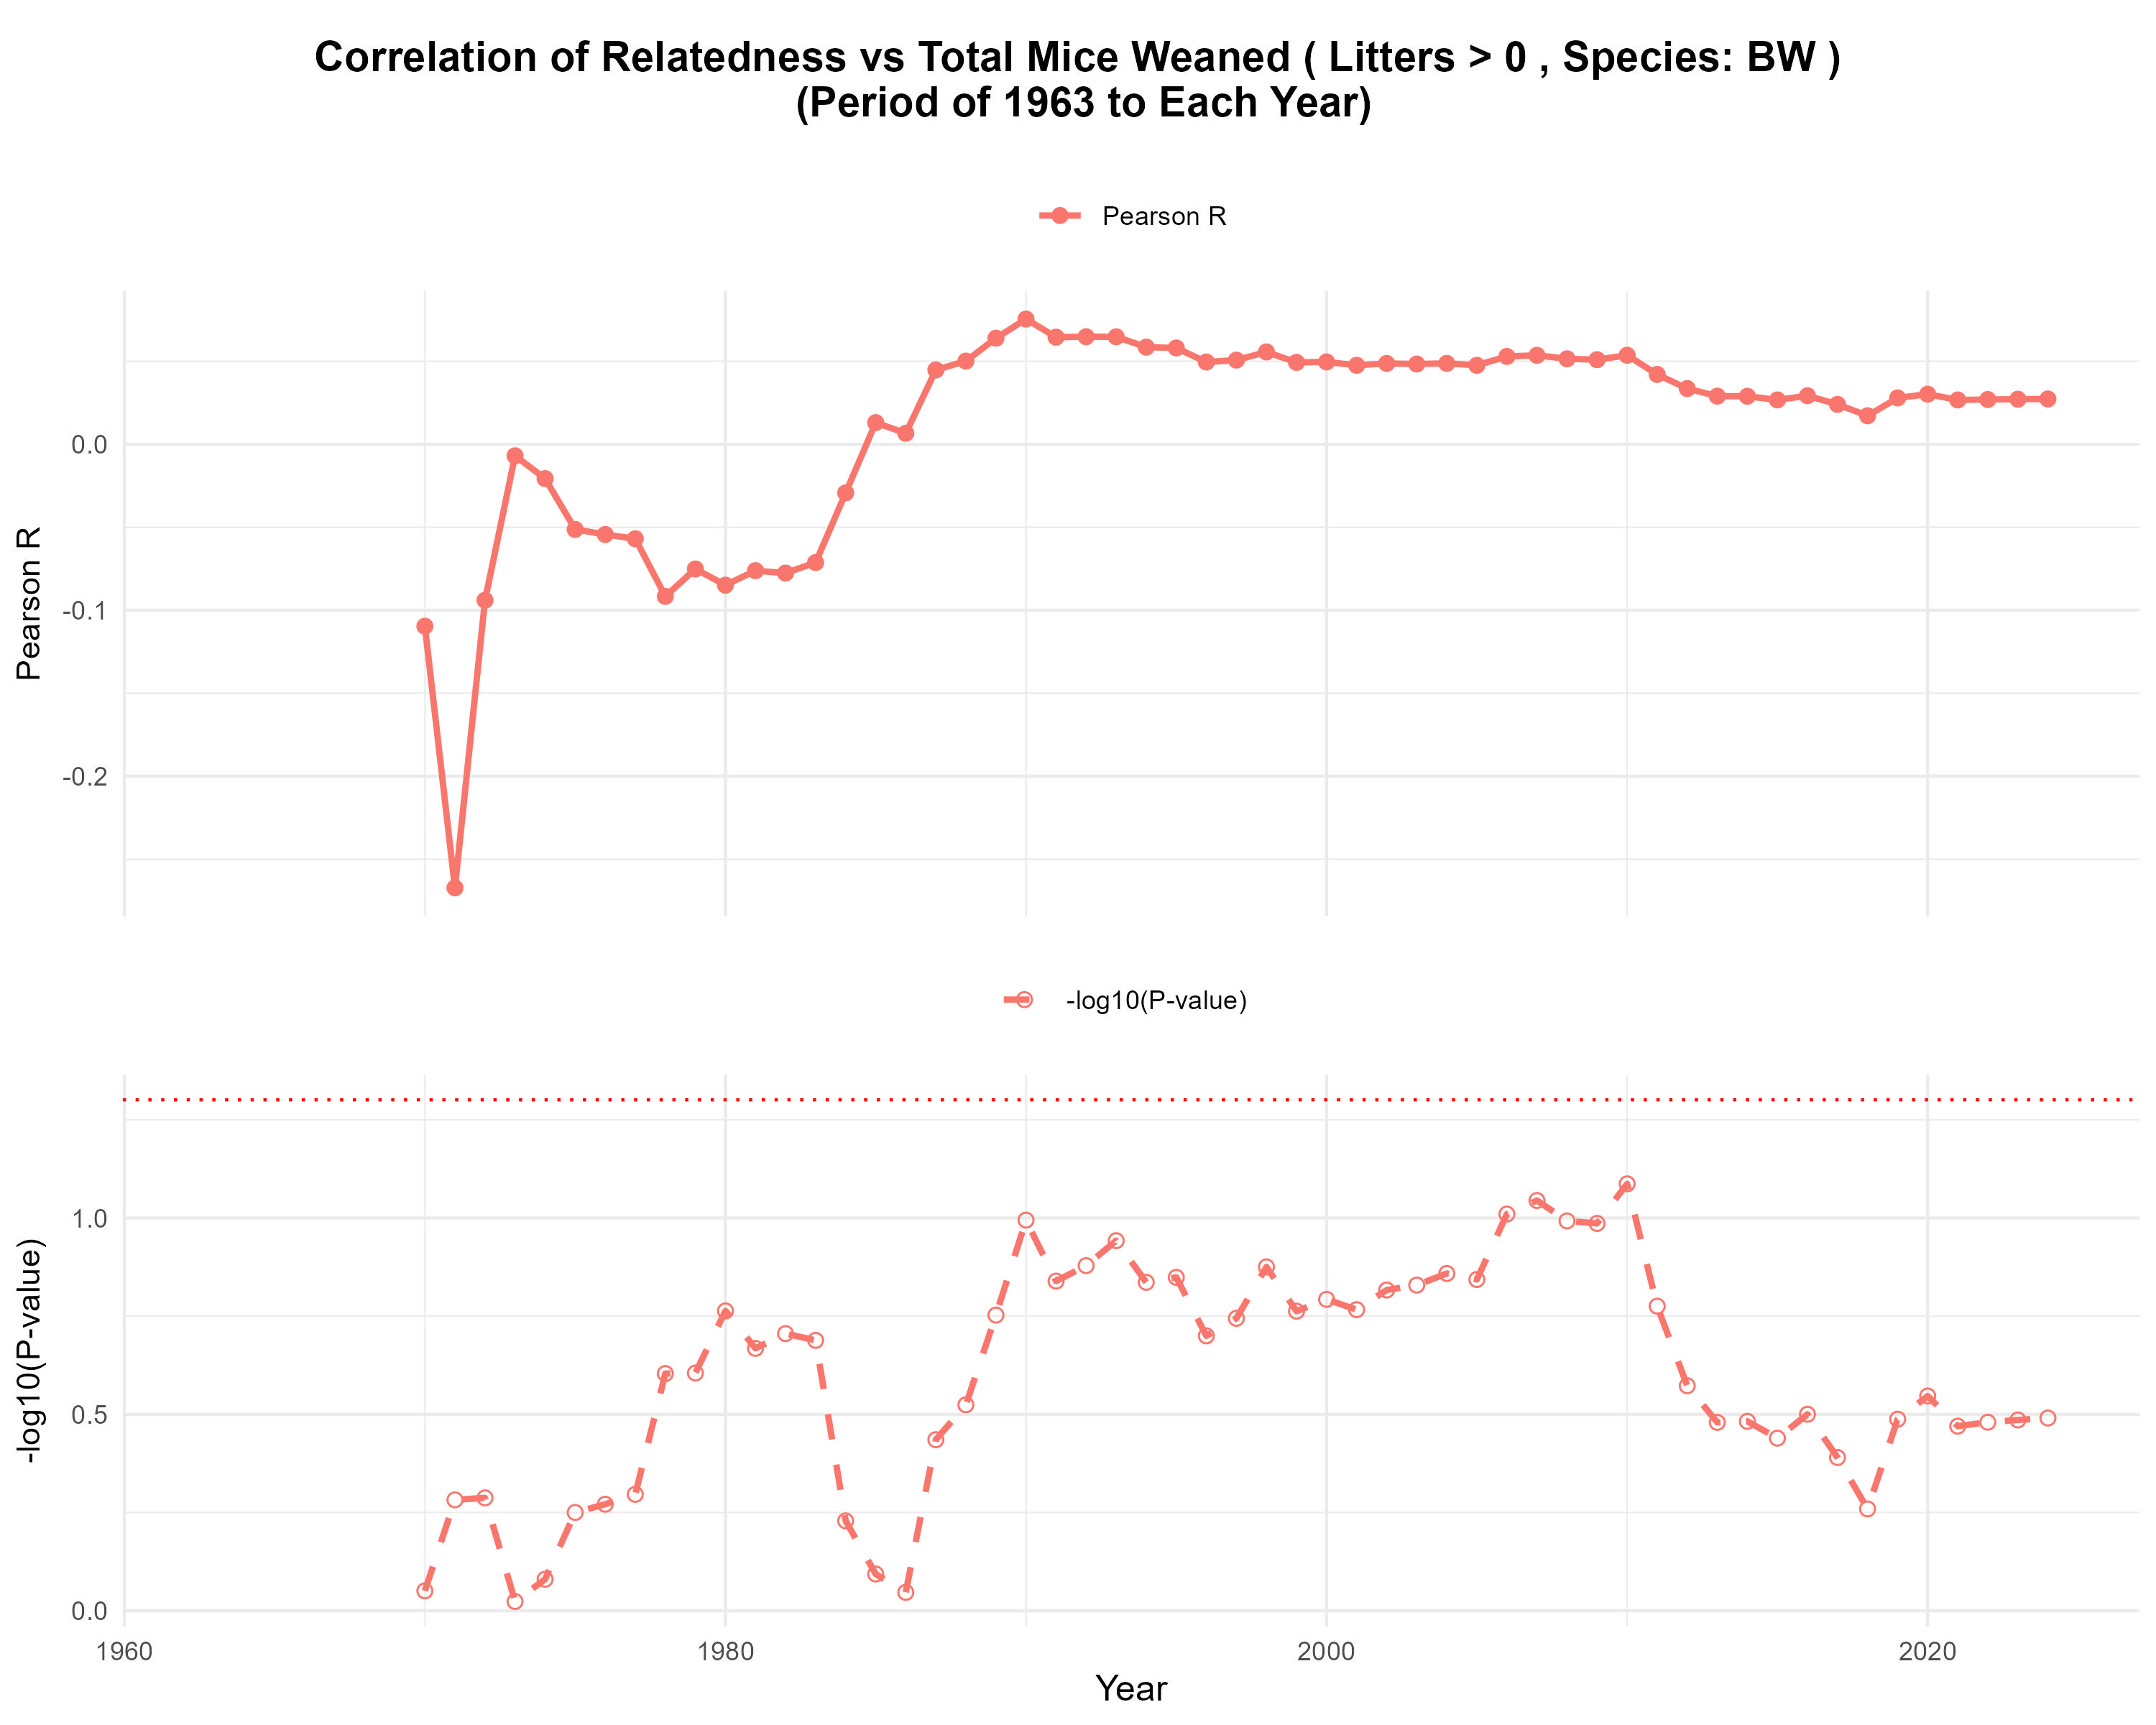 Correlation of Relatedness vs Total Mice Weaned ( Litters > 0 , Species: BW )
(Period of 1963 to Each Year)
Pearson R
0.0
-0.1
-0.2
Pearson R
-log10(P-value)
1.0
0.5
0.0
-log10(P-value)
1960
1980
2000
2020
Year